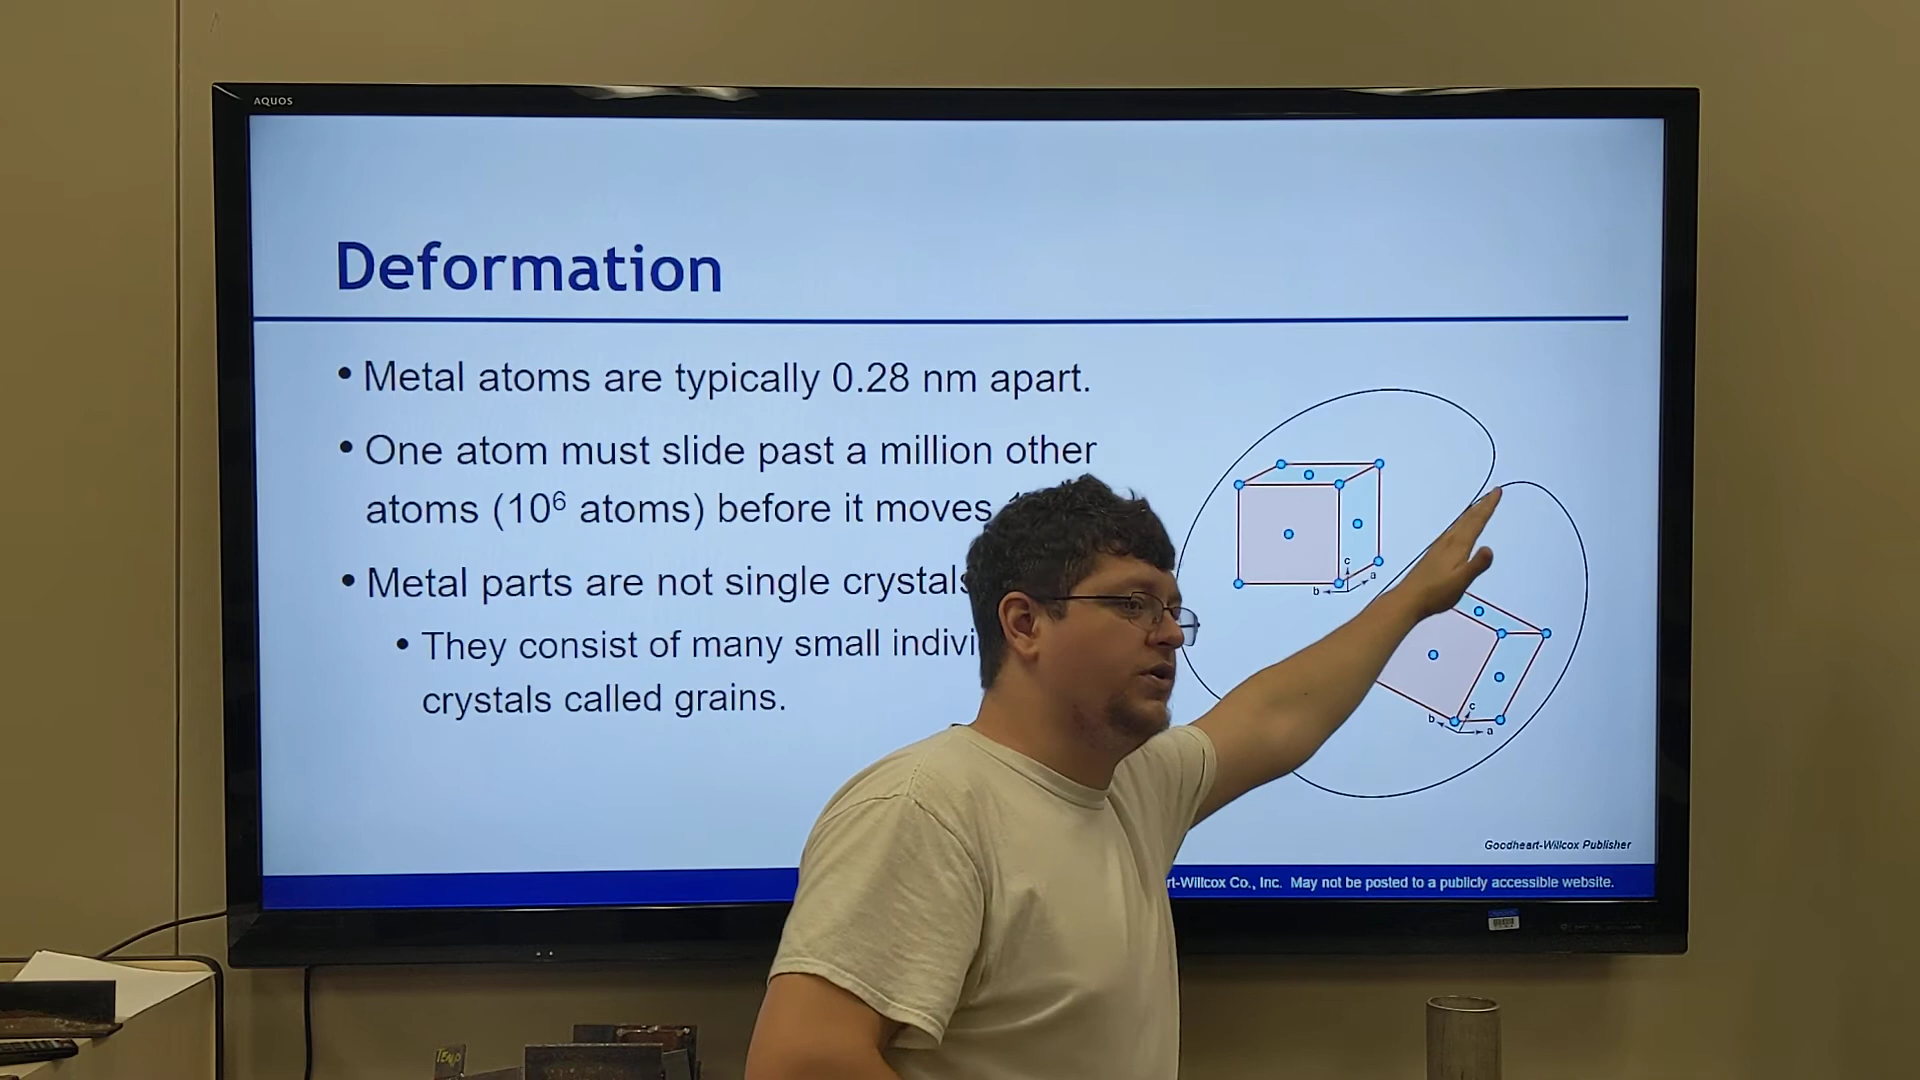 AQUOS
Deformation
• Metal atoms are typically 0.28 nm apart.
• One atom must slide past a million other
atoms (10⁶ atoms) before it moves
• Metal parts are not single crystals
• They consist of many small indivi
crystals called grains.
c
a
b
c
b
a
Goodheart-Willcox Publisher
rt-Willcox Co., Inc. May not be posted to a publicly accessible website.